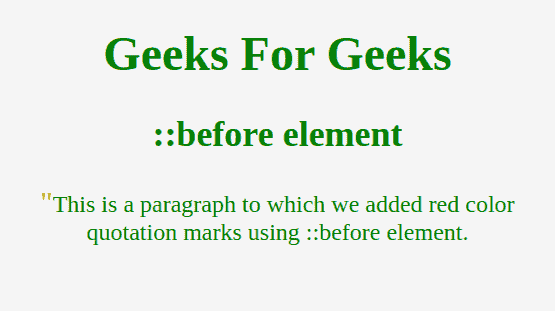 Geeks For Geeks
::before element
"This is a paragraph to which we added red color
quotation marks using ::before element.